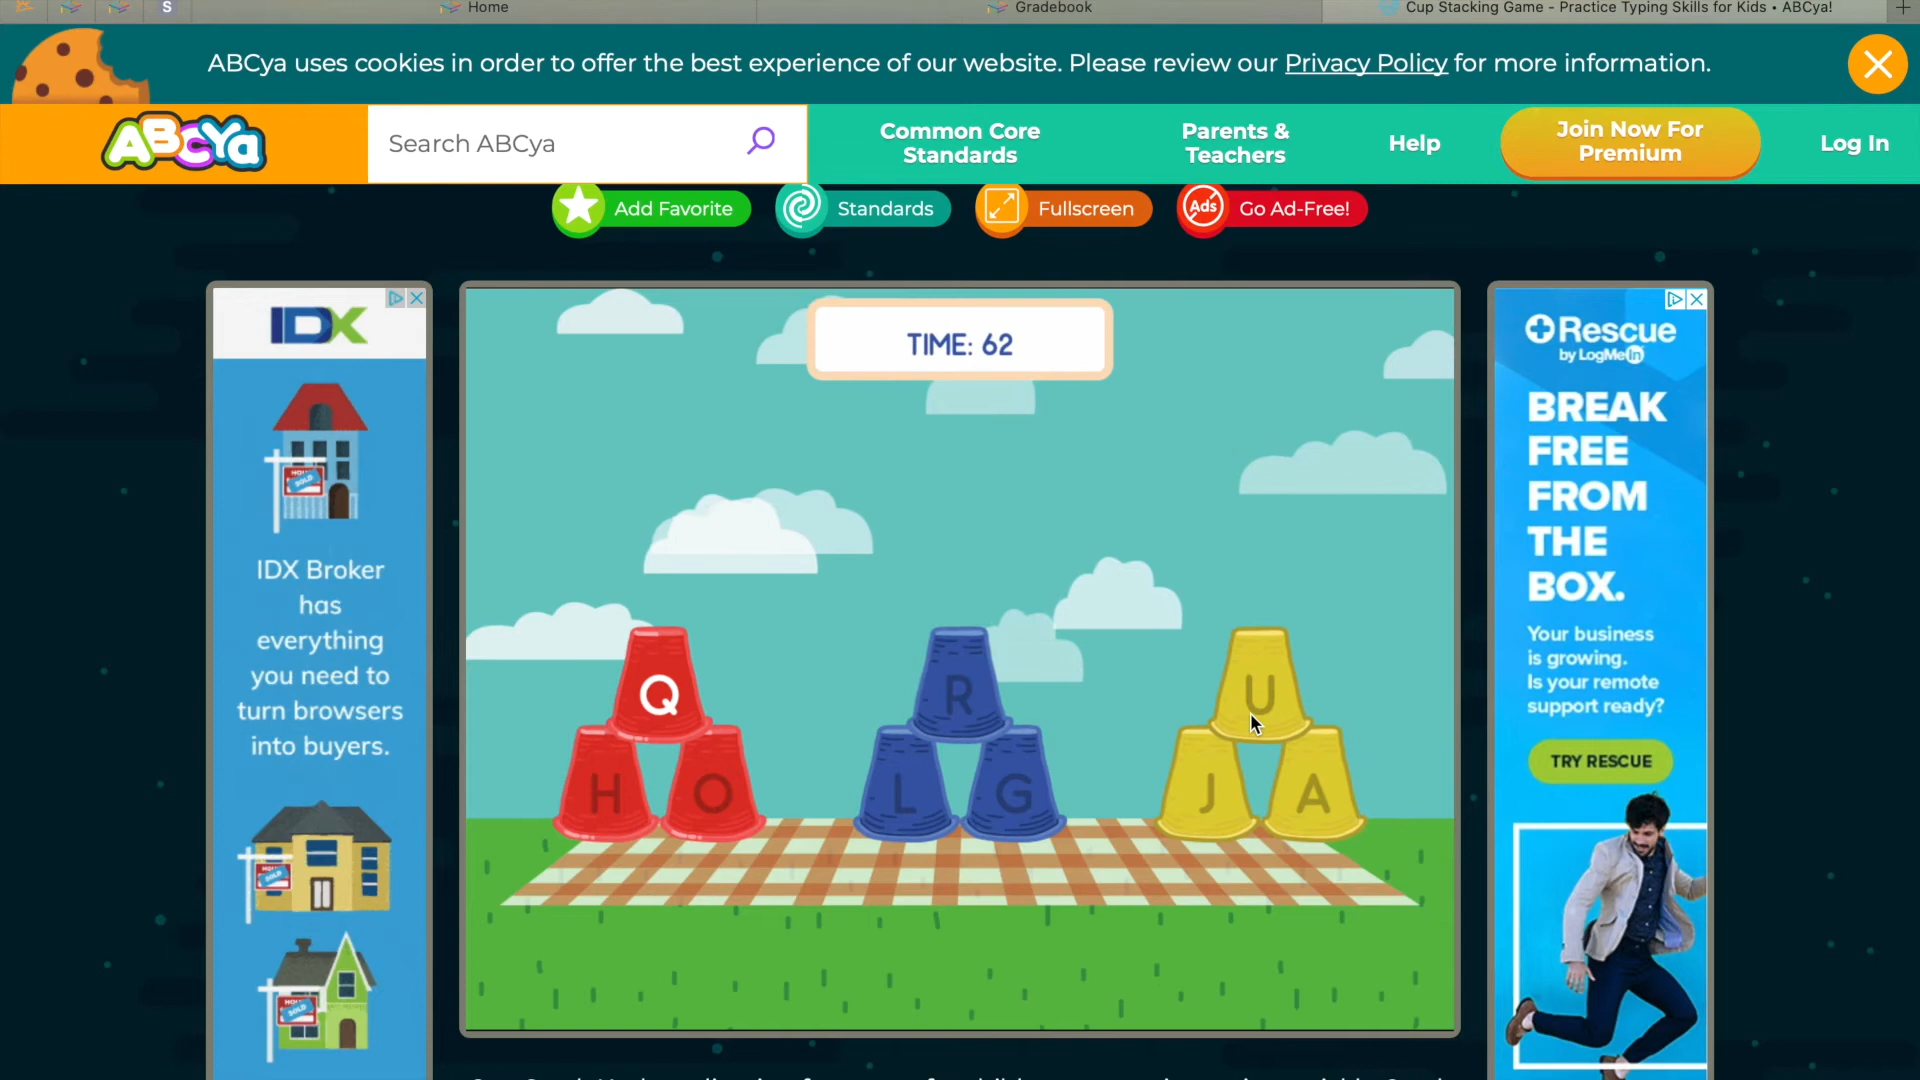 S
Home
Gradebook
Cup Stacking Game - Practice Typing Skills for Kids • ABCya!
ABCya uses cookies in order to offer the best experience of our website. Please review our Privacy Policy for more information.
ABCYa
Search ABCya
Common Core
Standards
Parents &
Teachers
Help
Join Now For
Premium
Log In
Add Favorite
Standards
Fullscreen
Ads
Go Ad-Free!
IDX
SOLD
IDX Broker
has
everything
you need to
turn browsers
into buyers.
SOLD
SOLD
TIME: 62
Q
R
U
H
O
L
G
J
A
Rescue
by LogMeIn
BREAK
FREE
FROM
THE
BOX.
Your business
is growing.
Is your remote
support ready?
TRY RESCUE